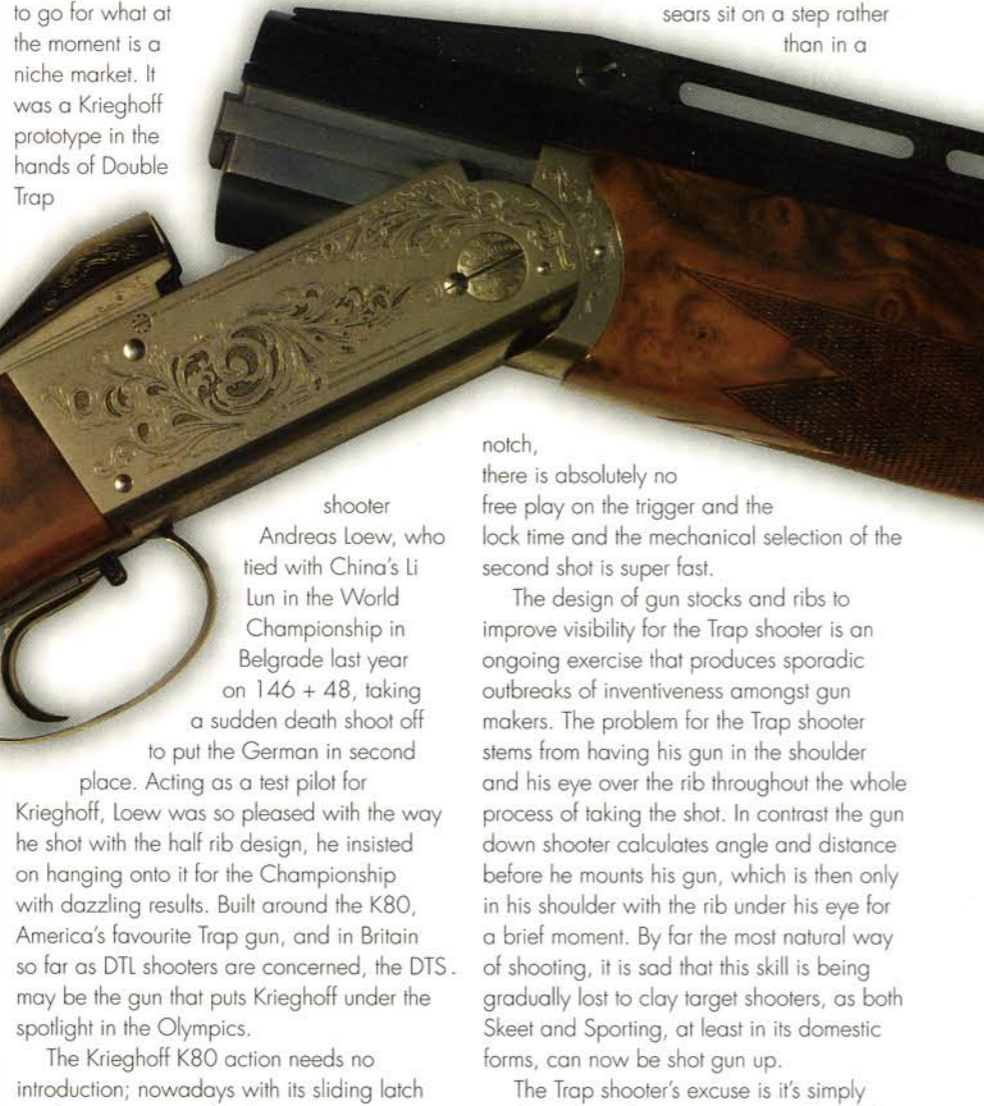 to go for what at
the moment is a
niche market. It
was a Krieghoff
prototype in the
hands of Double
Trap
shooter
Andreas Loew, who
tied with China's Li
Lun in the World
Championship in
Belgrade last year
on 146 + 48, taking
a sudden death shoot off
to put the German in second
place. Acting as a test pilot for
Krieghoff, Loew was so pleased with the way
he shot with the half rib design, he insisted
on hanging onto it for the Championship
with dazzling results. Built around the K80,
America's favourite Trap gun, and in Britain
so far as DTL shooters are concerned, the DTS.
may be the gun that puts Krieghoff under the
spotlight in the Olympics.
The Krieghoff K80 action needs no
introduction; nowadays with its sliding latch
sears sit on a step rather
than in a
notch,
there is absolutely no
free play on the trigger and the
lock time and the mechanical selection of the
second shot is super fast.
The design of gun stocks and ribs to
improve visibility for the Trap shooter is an
ongoing exercise that produces sporadic
outbreaks of inventiveness amongst gun
makers. The problem for the Trap shooter
stems from having his gun in the shoulder
and his eye over the rib throughout the whole
process of taking the shot. In contrast the gun
down shooter calculates angle and distance
before he mounts his gun, which is then only
in his shoulder with the rib under his eye for
a brief moment. By far the most natural way
of shooting, it is sad that this skill is being
gradually lost to clay target shooters, as both
Skeet and Sporting, at least in its domestic
forms, can now be shot gun up.
The Trap shooter's excuse is it's simply